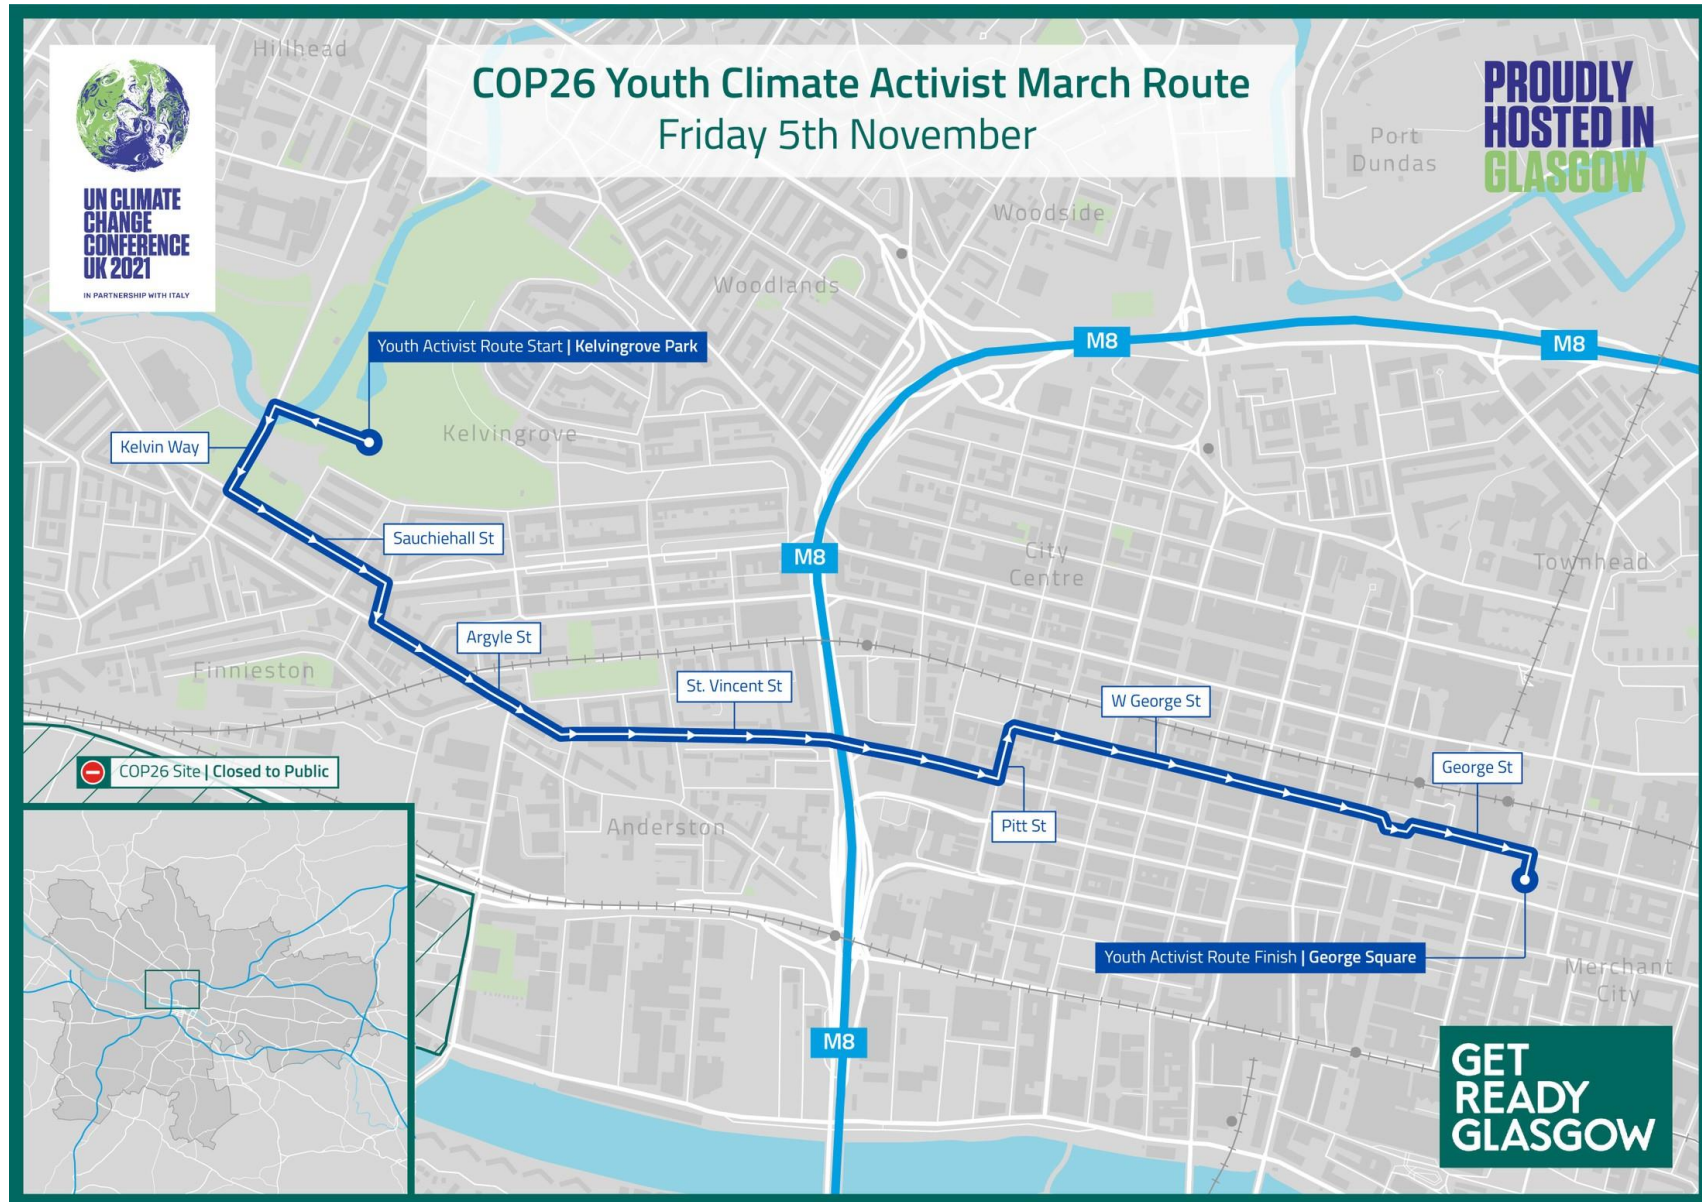 Hillhead
COP26 Youth Climate Activist March Route
Friday 5th November
PROUDLY
HOSTED IN
GLASGOW
Port
Dundas
UN CLIMATE
CHANGE
CONFERENCE
UK 2021
IN PARTNERSHIP WITH ITALY
Woodside
Woodlands
Youth Activist Route Start | Kelvingrove Park
M8
M8
Kelvin Way
Kelvingrove
Sauchiehall St
M8
City
Centre
Townhead
Argyle St
Finnieston
St. Vincent St
W George St
COP26 Site | Closed to Public
George St
Anderston
Pitt St
Youth Activist Route Finish | George Square
Merchant
City
M8
GET
READY
GLASGOW